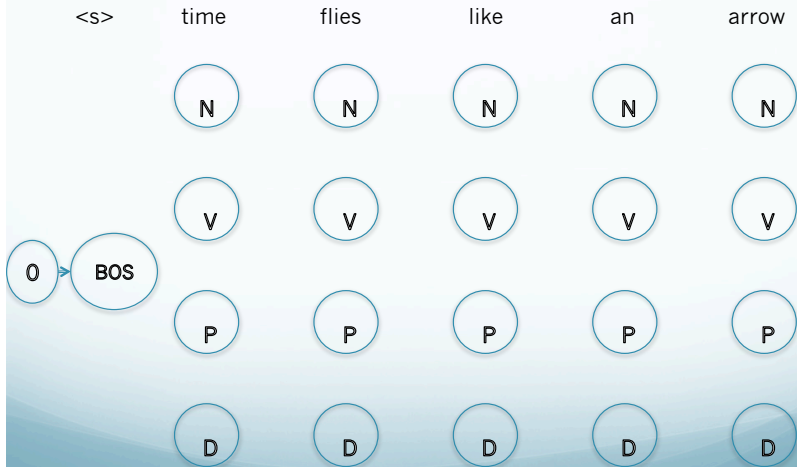 <s> time flies like an arrow
N N N N N
V V V V V
0 BOS
P P P P P
D D D D D